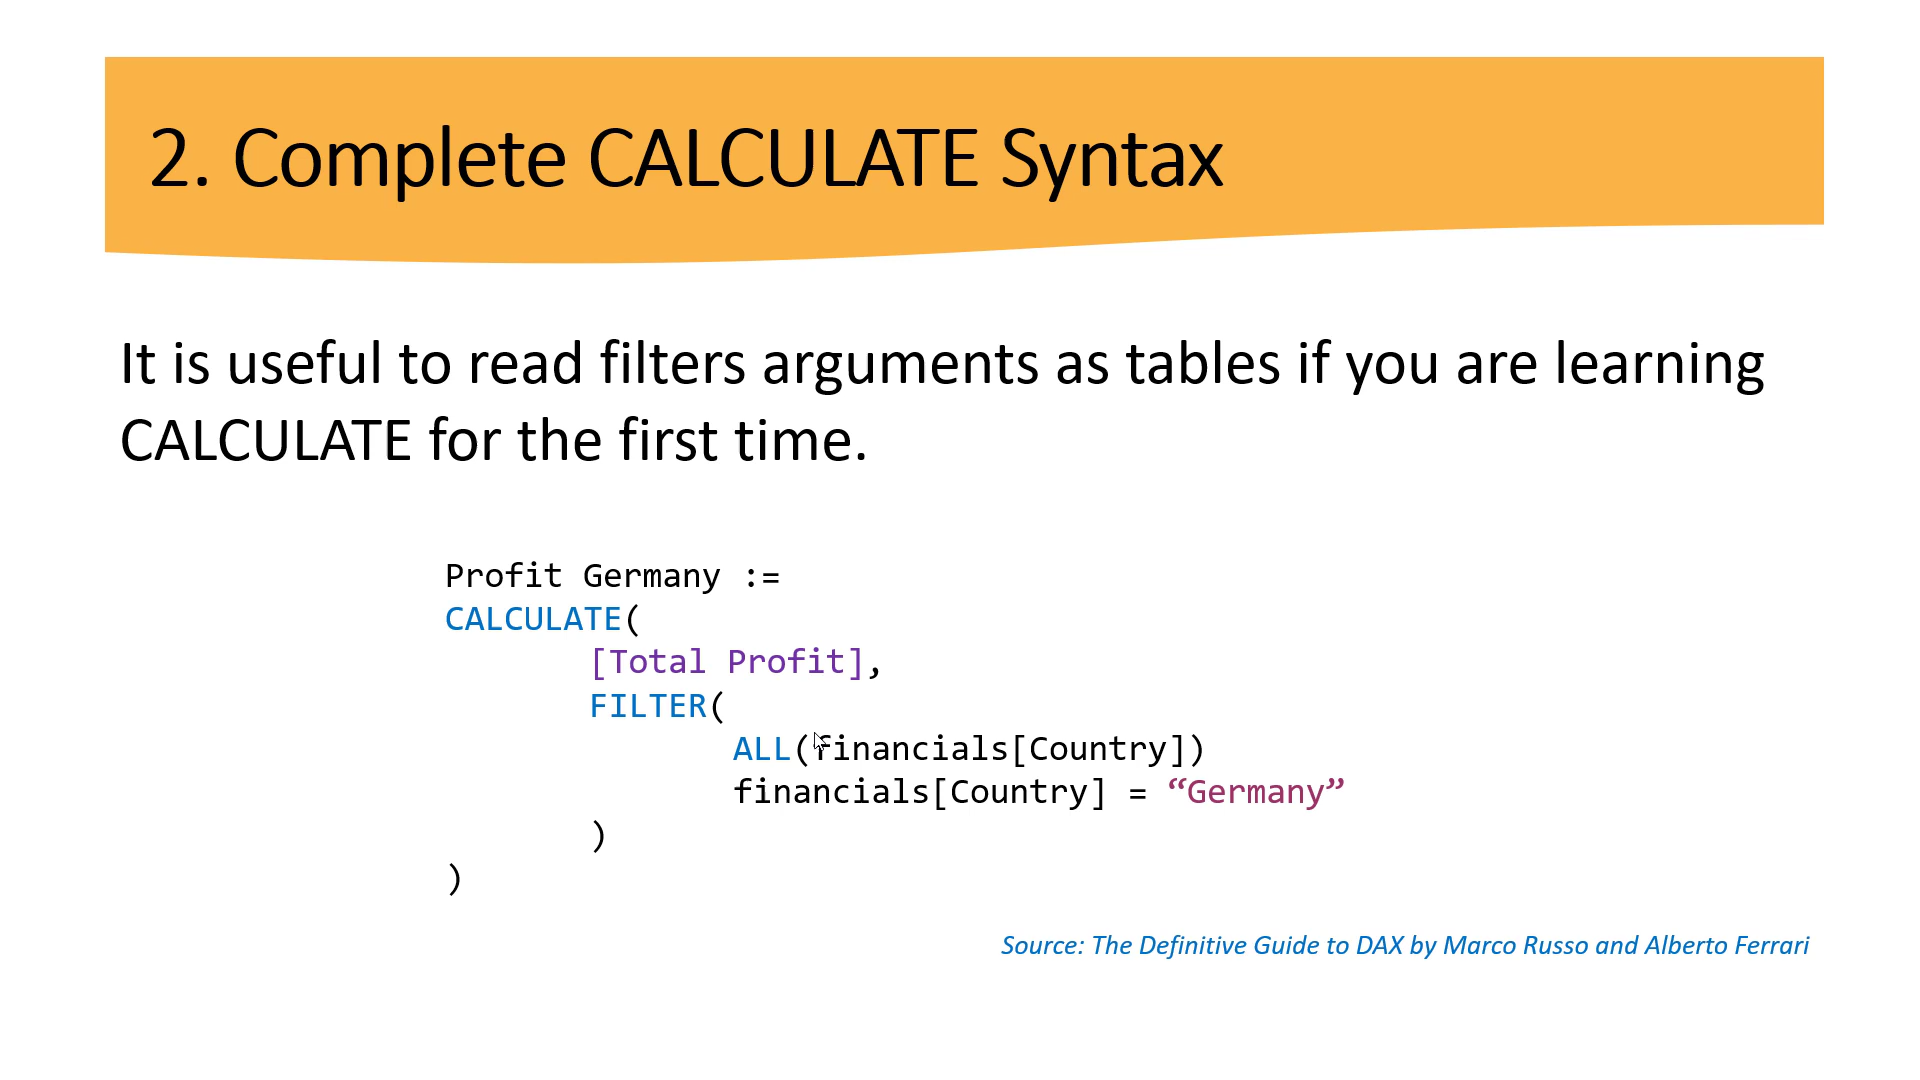 2. Complete CALCULATE Syntax
It is useful to read filters arguments as tables if you are learning
CALCULATE for the first time.
Profit Germany :=
CALCULATE(
[Total Profit],
FILTER(
ALL(financials[Country])
financials[Country] = “Germany”
)
)
Source: The Definitive Guide to DAX by Marco Russo and Alberto Ferrari